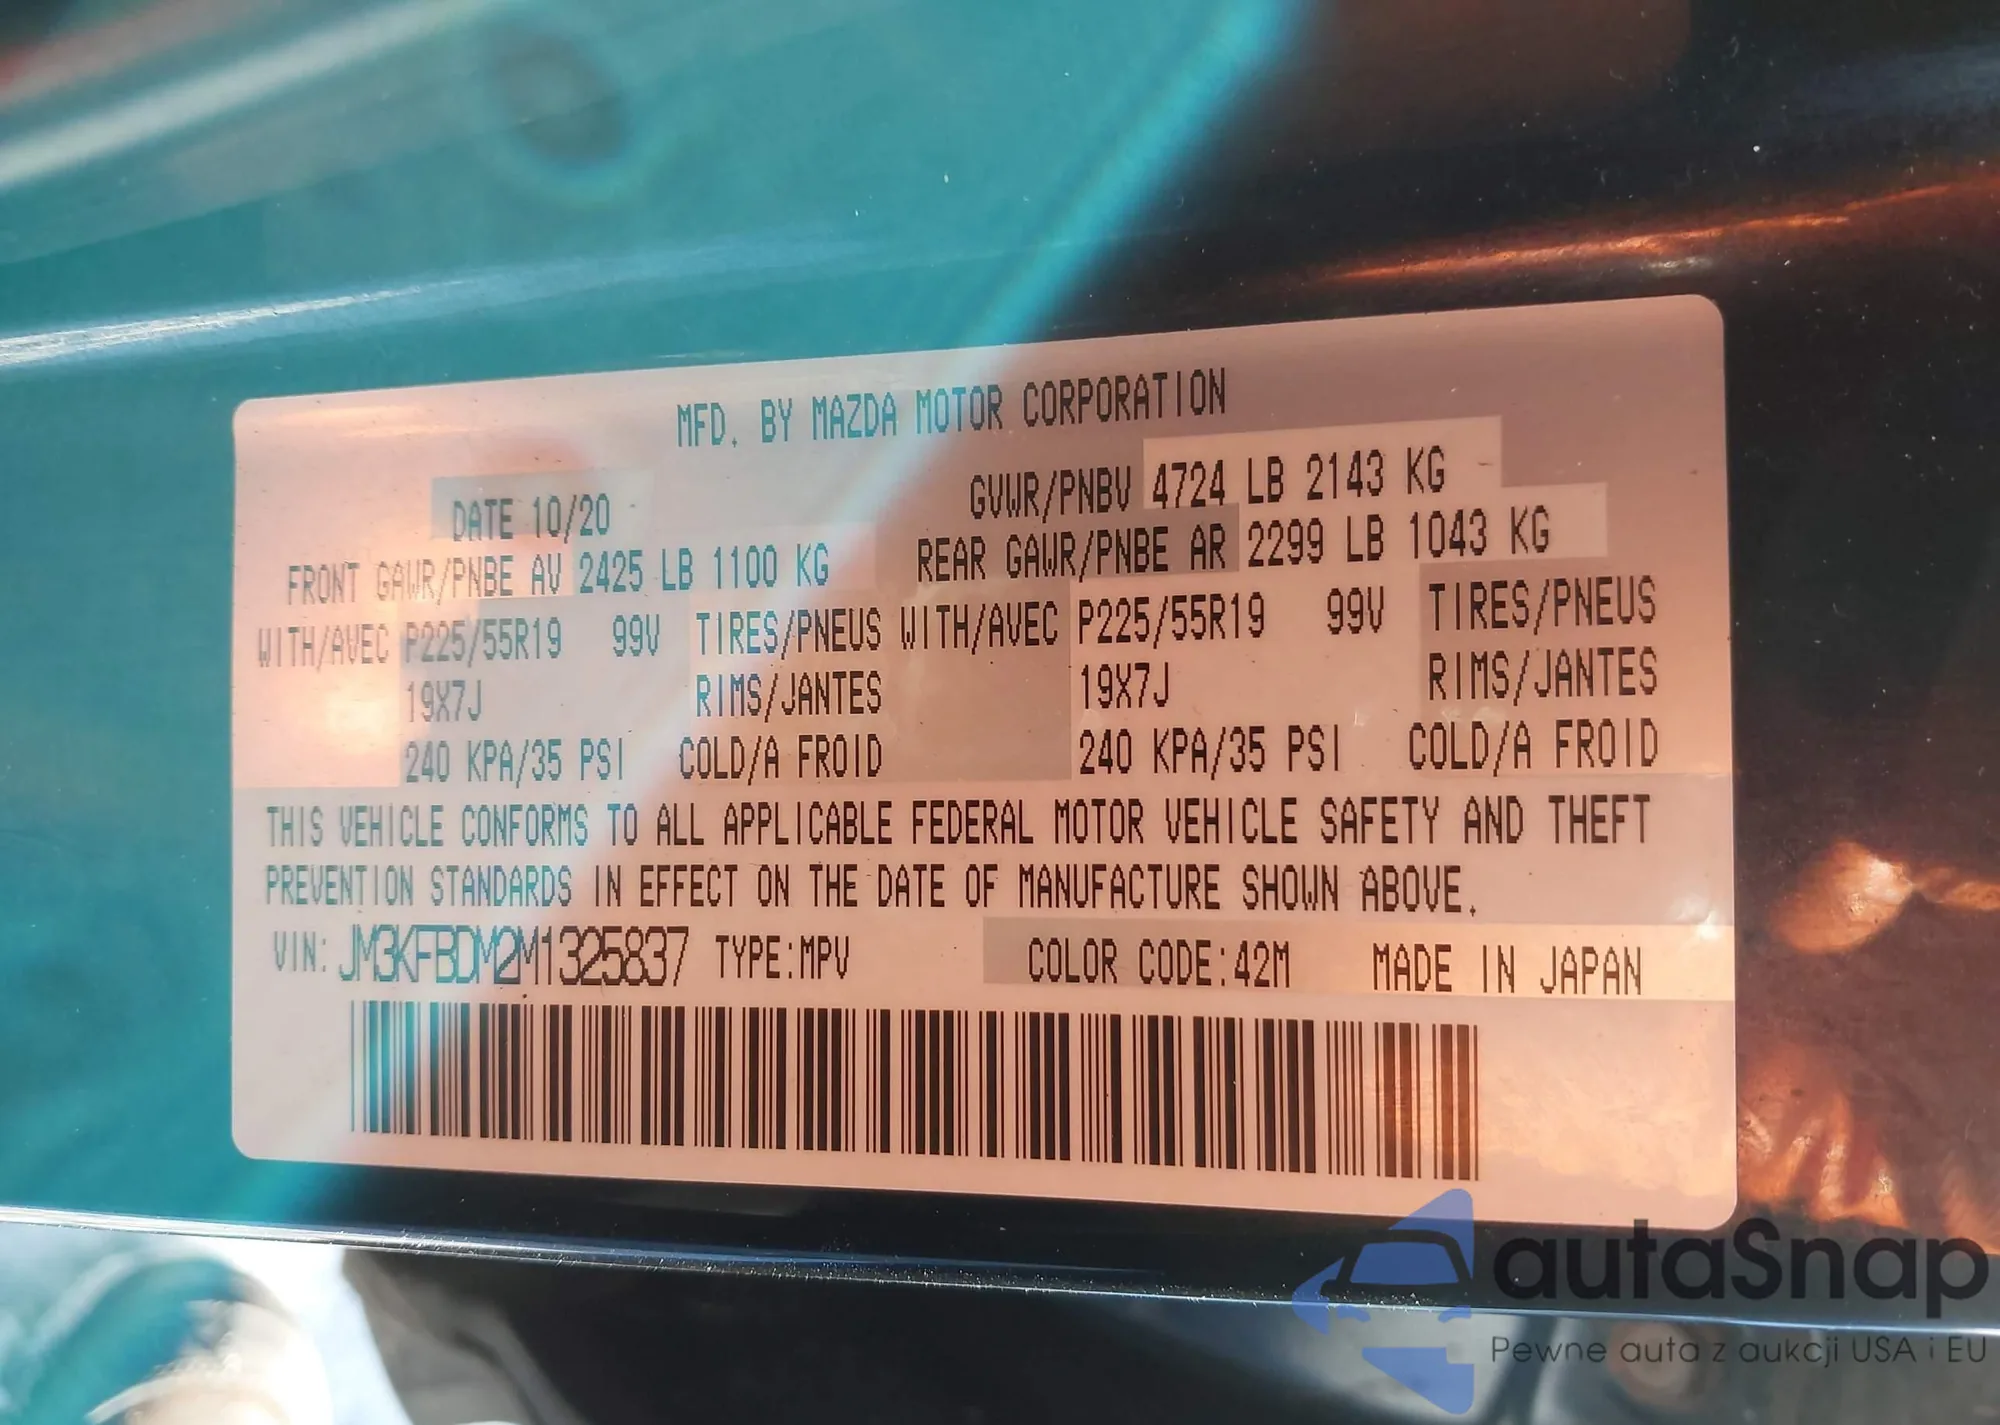 MFD. BY MAZDA MOTOR CORPORATION
DATE 10/20 GVWR/PNBV 4724 LB 2143 KG
FRONT GAWR/PNBE AV 2425 LB 1100 KG REAR GAWR/PNBE AR 2299 LB 1043 KG
WITH/AVEC P225/55R19 99V TIRES/PNEUS WITH/AVEC P225/55R19 99V TIRES/PNEUS
19X7J RIMS/JANTES 19X7J RIMS/JANTES
240 KPA/35 PSI COLD/A FROID 240 KPA/35 PSI COLD/A FROID
THIS VEHICLE CONFORMS TO ALL APPLICABLE FEDERAL MOTOR VEHICLE SAFETY AND THEFT
PREVENTION STANDARDS IN EFFECT ON THE DATE OF MANUFACTURE SHOWN ABOVE.
VIN: JM3KFBDM2M1325837 TYPE:MPV COLOR CODE:42M MADE IN JAPAN
autaSnap
Pewne auta z aukcji USA i EU